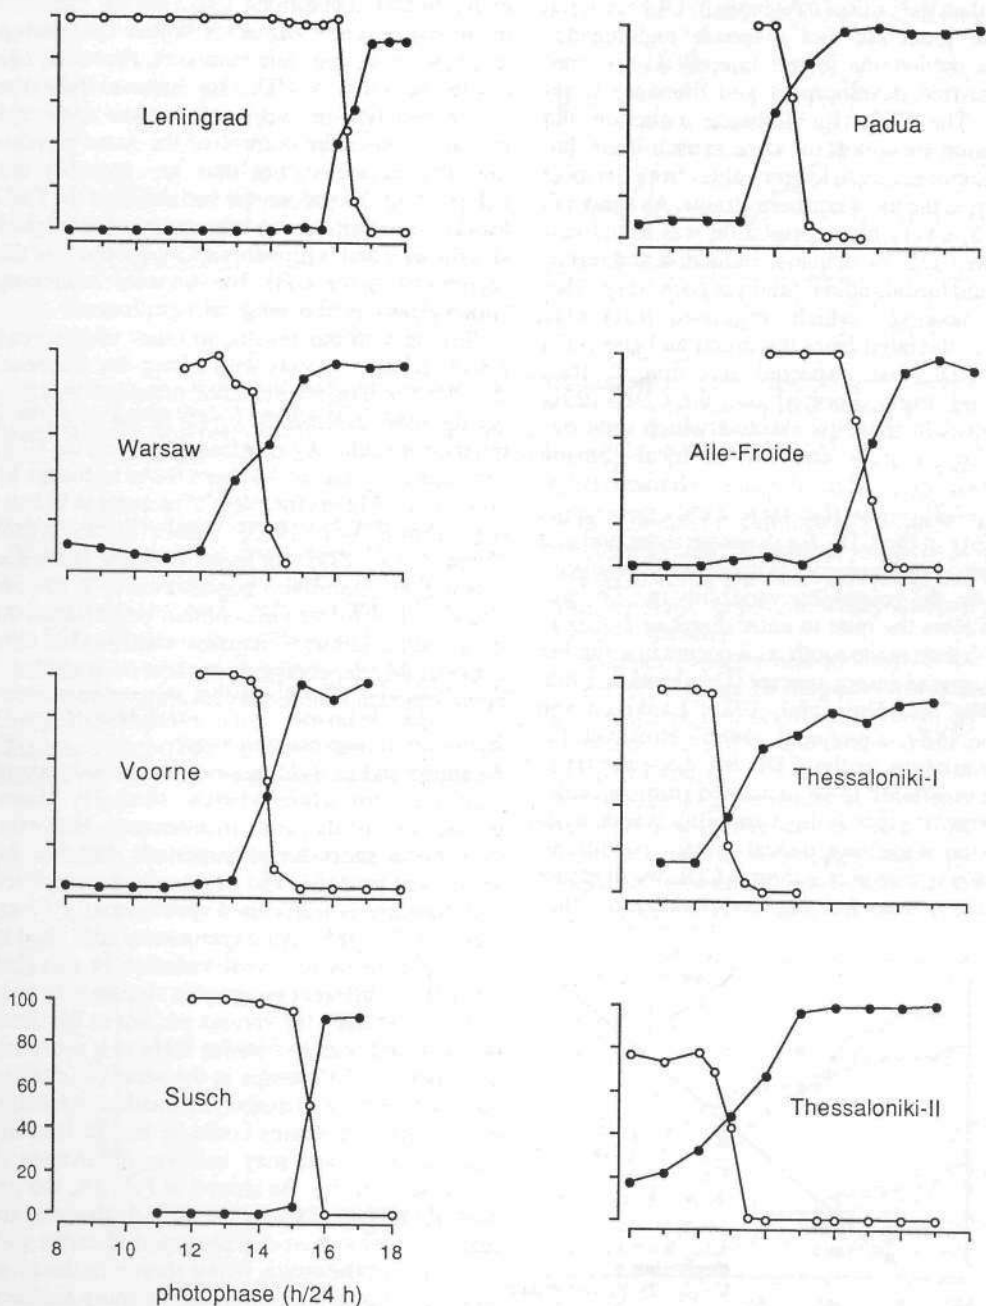 Leningrad
Padua
Warsaw
Aile-Froide
Voorne
Thessaloniki-I
100
80
60
40
20
0
Susch
Thessaloniki-II
8 10 12 14 16 18
photophase (h/24 h)